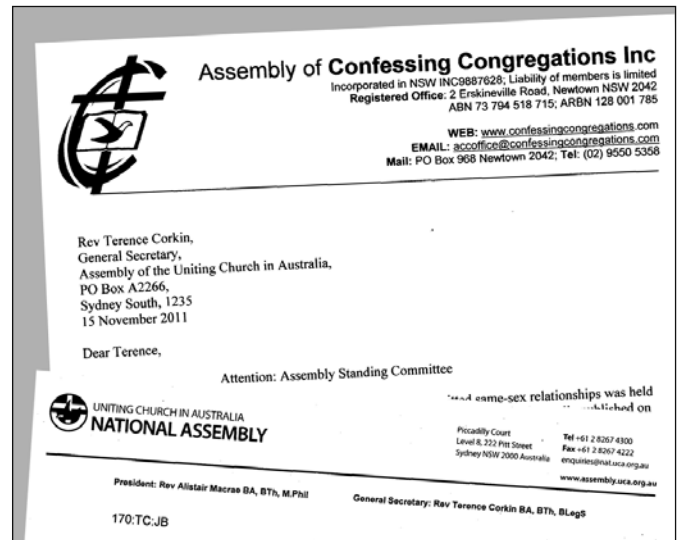 Assembly of Confessing Congregations Inc
Incorporated in NSW INC9887628; Liability of members is limited
Registered Office: 2 Erskineville Road, Newtown NSW 2042
ABN 73 794 518 715; ARBN 128 001 785
WEB: www.confessingcongregations.com
EMAIL: accoffice@confessingcongregations.com
Mail: PO Box 968 Newtown 2042; Tel: (02) 9550 5358
Rev Terence Corkin,
General Secretary,
Assembly of the Uniting Church in Australia,
PO Box A2266,
Sydney South, 1235
15 November 2011
Dear Terence,
Attention: Assembly Standing Committee
same-sex relationships was held
published on
UNITING CHURCH IN AUSTRALIA
NATIONAL ASSEMBLY
Piccadilly Court
Level 8, 222 Pitt Street
Sydney NSW 2000 Australia
Tel +61 2 8267 4300
Fax +61 2 8267 4222
enquiries@nat.uca.org.au
www.assembly.uca.org.au
President: Rev Alistair Macrae BA, BTh, M.Phil
General Secretary: Rev Terence Corkin BA, BTh, BLegS
170:TC:JB